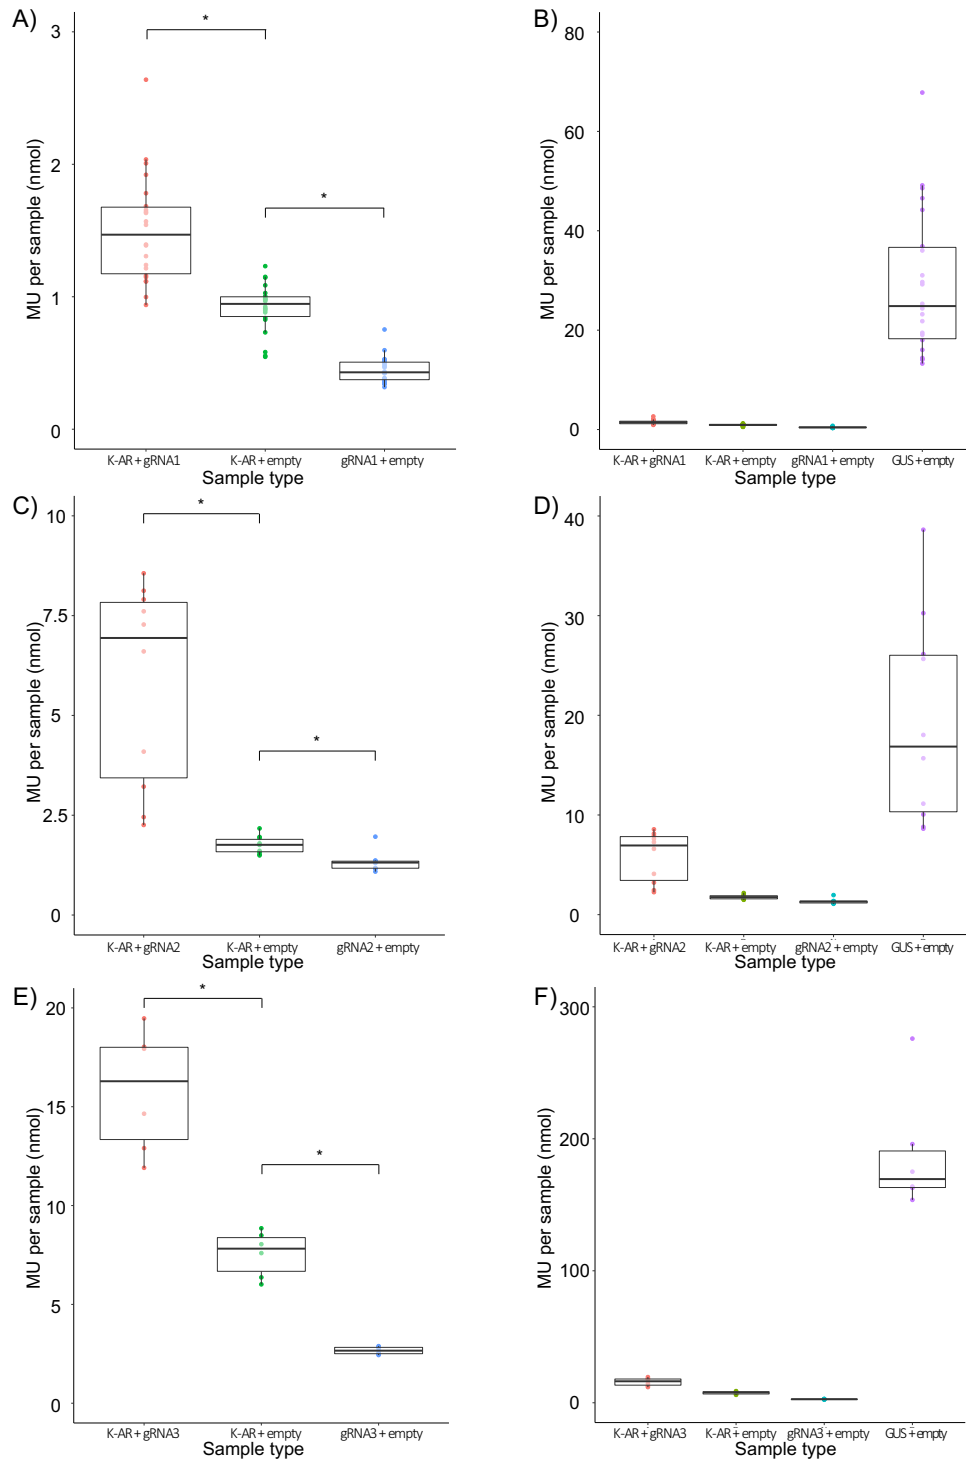 A)
3
2
1
0
MU per sample (nmol)
*
*
K-AR + gRNA1 K-AR + empty gRNA1 + empty
Sample type
B)
80
60
40
20
0
MU per sample (nmol)
K-AR + gRNA1 K-AR + empty gRNA1 + empty GUS + empty
Sample type
C)
10
7.5
5
2.5
0
MU per sample (nmol)
*
*
K-AR + gRNA2 K-AR + empty gRNA2 + empty
Sample type
D)
40
30
20
10
0
MU per sample (nmol)
K-AR + gRNA2 K-AR + empty gRNA2 + empty GUS + empty
Sample type
E)
20
15
10
5
0
MU per sample (nmol)
*
*
K-AR + gRNA3 K-AR + empty gRNA3 + empty
Sample type
F)
300
200
100
0
MU per sample (nmol)
K-AR + gRNA3 K-AR + empty gRNA3 + empty GUS + empty
Sample type